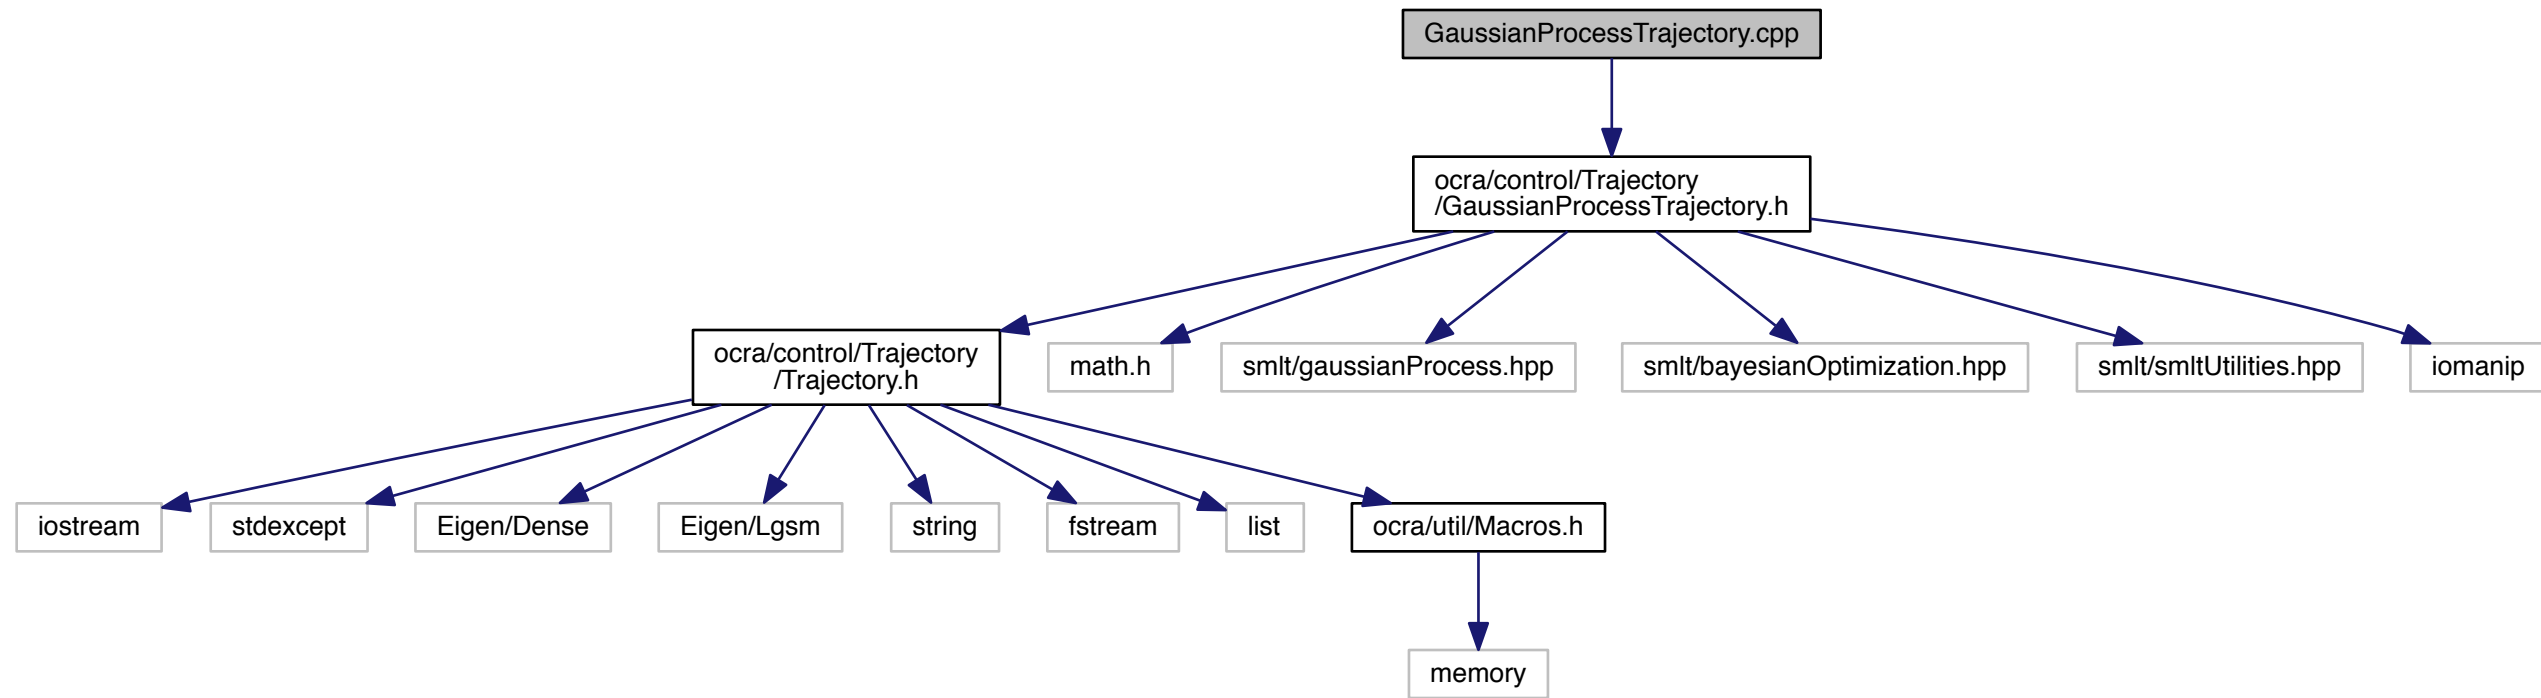 GaussianProcessTrajectory.cpp
ocra/control/Trajectory
/GaussianProcessTrajectory.h
ocra/control/Trajectory
/Trajectory.h
math.h
smlt/gaussianProcess.hpp
smlt/bayesianOptimization.hpp
smlt/smltUtilities.hpp
iomanip
iostream
stdexcept
Eigen/Dense
Eigen/Lgsm
string
fstream
list
ocra/util/Macros.h
memory